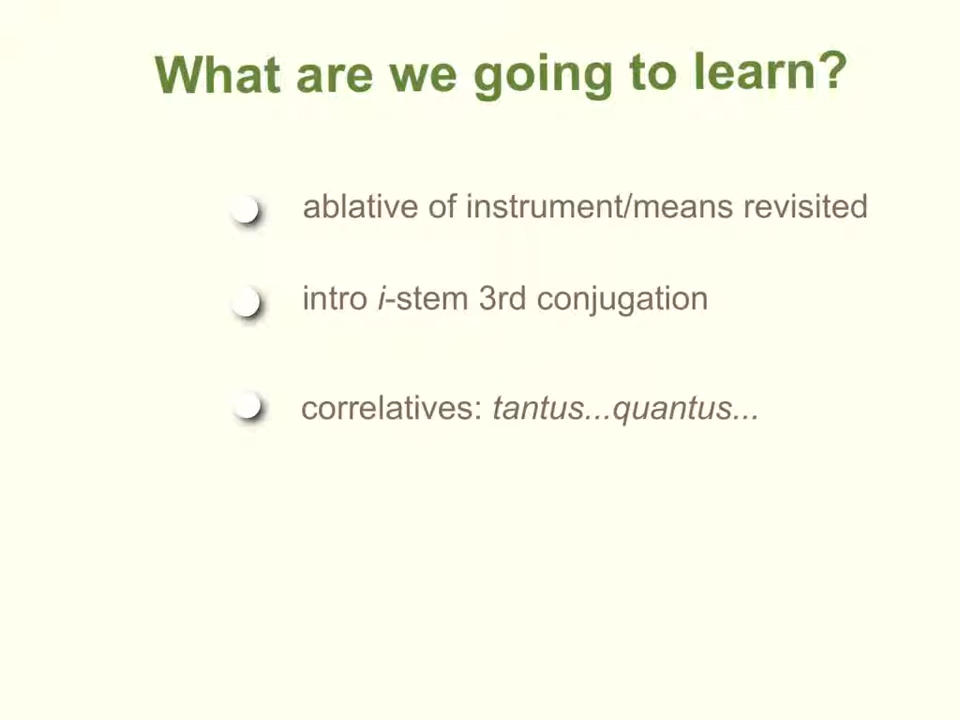 What are we going to learn?
ablative of instrument/means revisited
intro i-stem 3rd conjugation
correlatives: tantus...quantus...